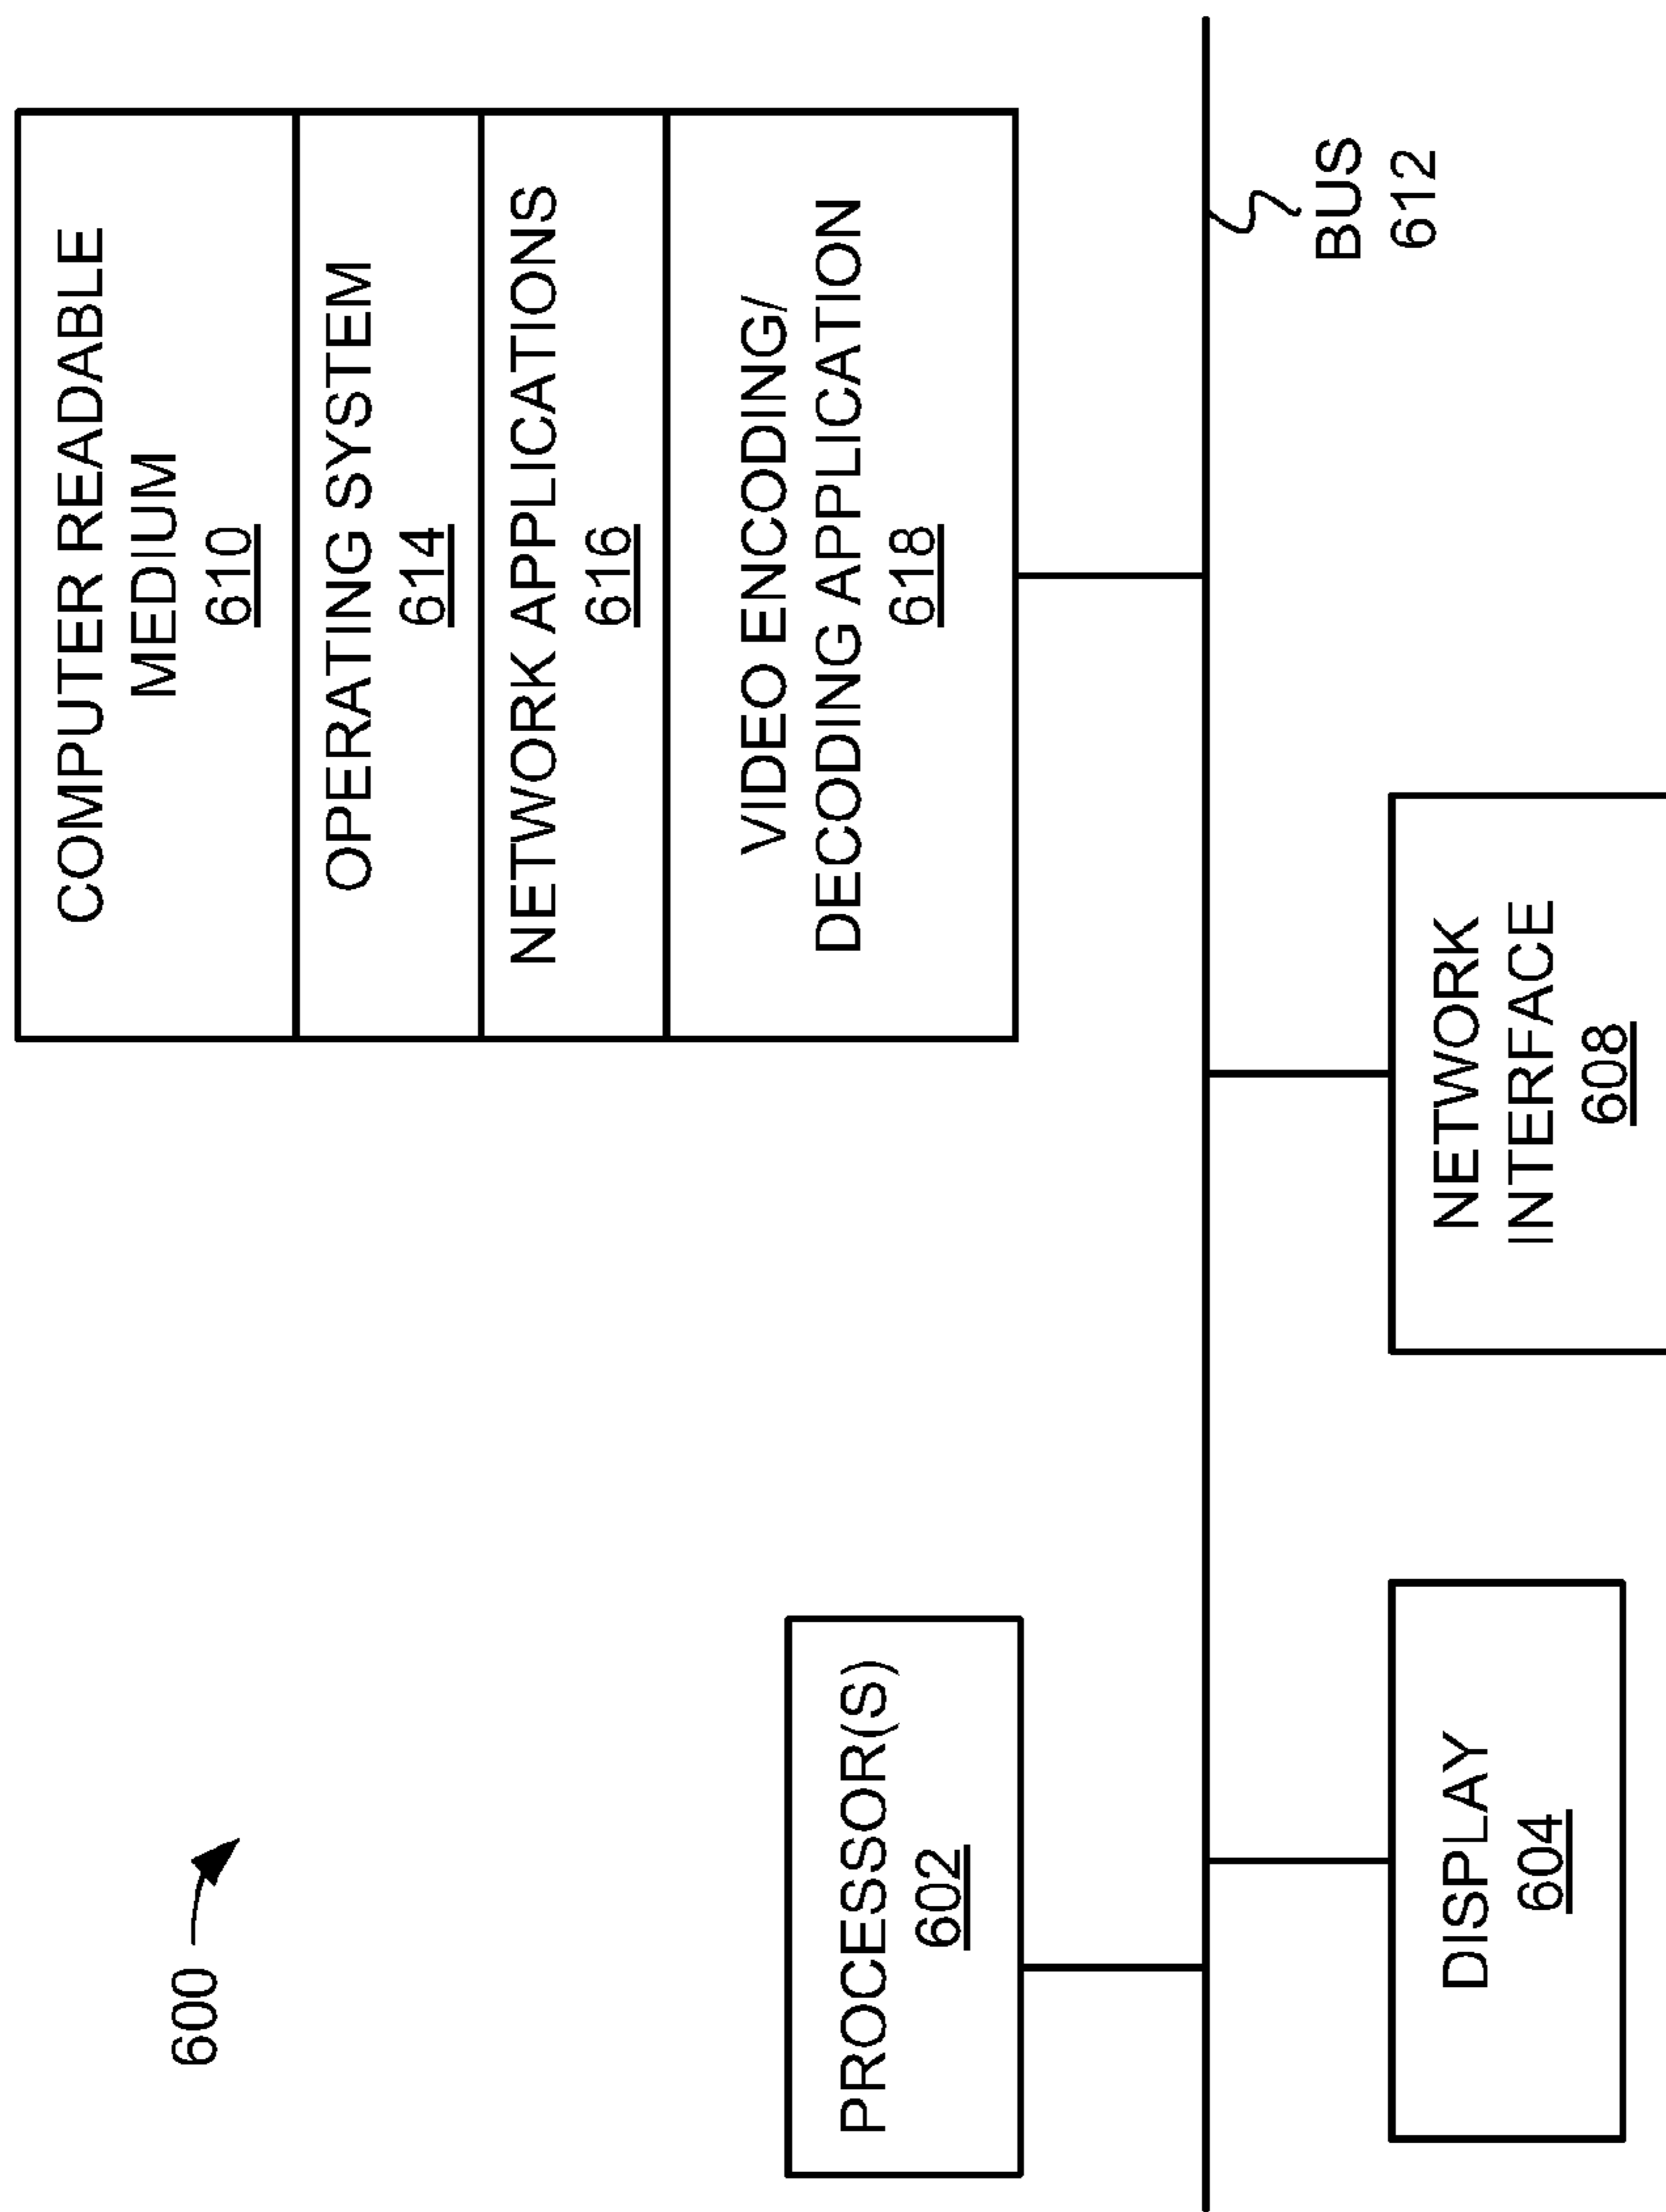 600
PROCESSOR(S)
602
COMPUTER READABLE
MEDIUM
610
OPERATING SYSTEM
614
NETWORK APPLICATIONS
616
VIDEO ENCODING/
DECODING APPLICATION
618
DISPLAY
604
NETWORK
INTERFACE
608
BUS
612